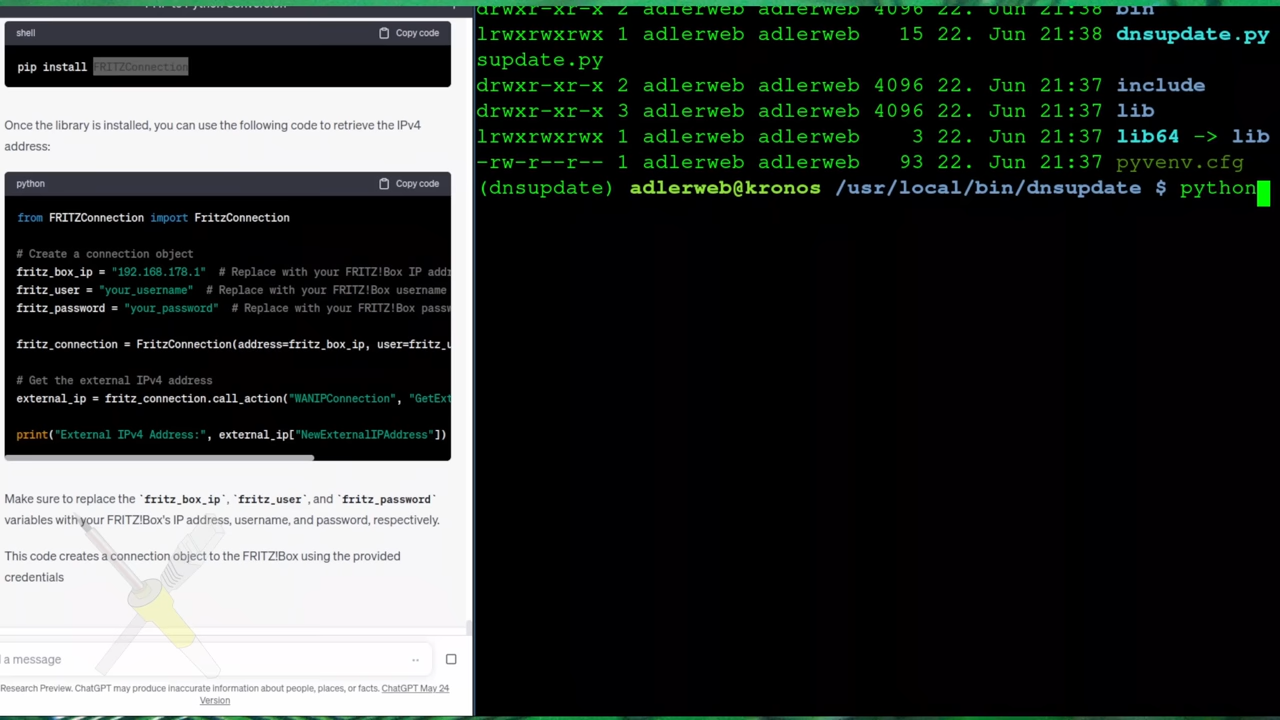 shell
Copy code
pip install FRITZConnection
Once the library is installed, you can use the following code to retrieve the IPv4
address:
python
Copy code
from FRITZConnection import FritzConnection
# Create a connection object
fritz_box_ip = "192.168.178.1" # Replace with your FRITZ!Box IP addr
fritz_user = "your_username" # Replace with your FRITZ!Box username
fritz_password = "your_password" # Replace with your FRITZ!Box passw
fritz_connection = FritzConnection(address=fritz_box_ip, user=fritz_u
# Get the external IPv4 address
external_ip = fritz_connection.call_action("WANIPConnection", "GetExt
print("External IPv4 Address:", external_ip["NewExternalIPAddress"])
Make sure to replace the `fritz_box_ip`, `fritz_user`, and `fritz_password`
variables with your FRITZ!Box's IP address, username, and password, respectively.
This code creates a connection object to the FRITZ!Box using the provided
credentials
a message
Research Preview. ChatGPT may produce inaccurate information about people, places, or facts. ChatGPT May 24
Version
drwxr-xr-x 2 adlerweb adlerweb 4096 22. Jun 21:38 bin
lrwxrwxrwx 1 adlerweb adlerweb 15 22. Jun 21:38 dnsupdate.py
supdate.py
drwxr-xr-x 2 adlerweb adlerweb 4096 22. Jun 21:37 include
drwxr-xr-x 3 adlerweb adlerweb 4096 22. Jun 21:37 lib
lrwxrwxrwx 1 adlerweb adlerweb 3 22. Jun 21:37 lib64 -> lib
-rw-r--r-- 1 adlerweb adlerweb 93 22. Jun 21:37 pyvenv.cfg
(dnsupdate) adlerweb@kronos /usr/local/bin/dnsupdate $ python